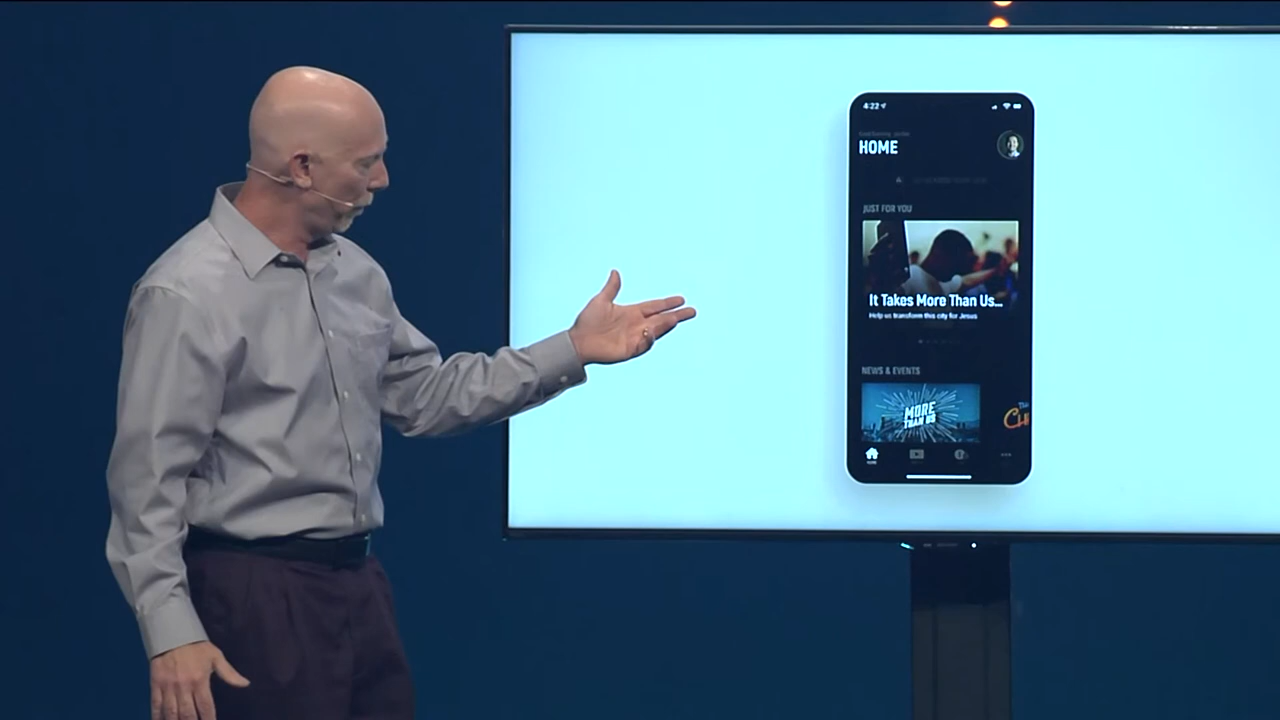 4:22
HOME
JUST FOR YOU
It Takes More Than Us...
Help us transform this city for Jesus
NEWS & EVENTS
MORE
THAN US